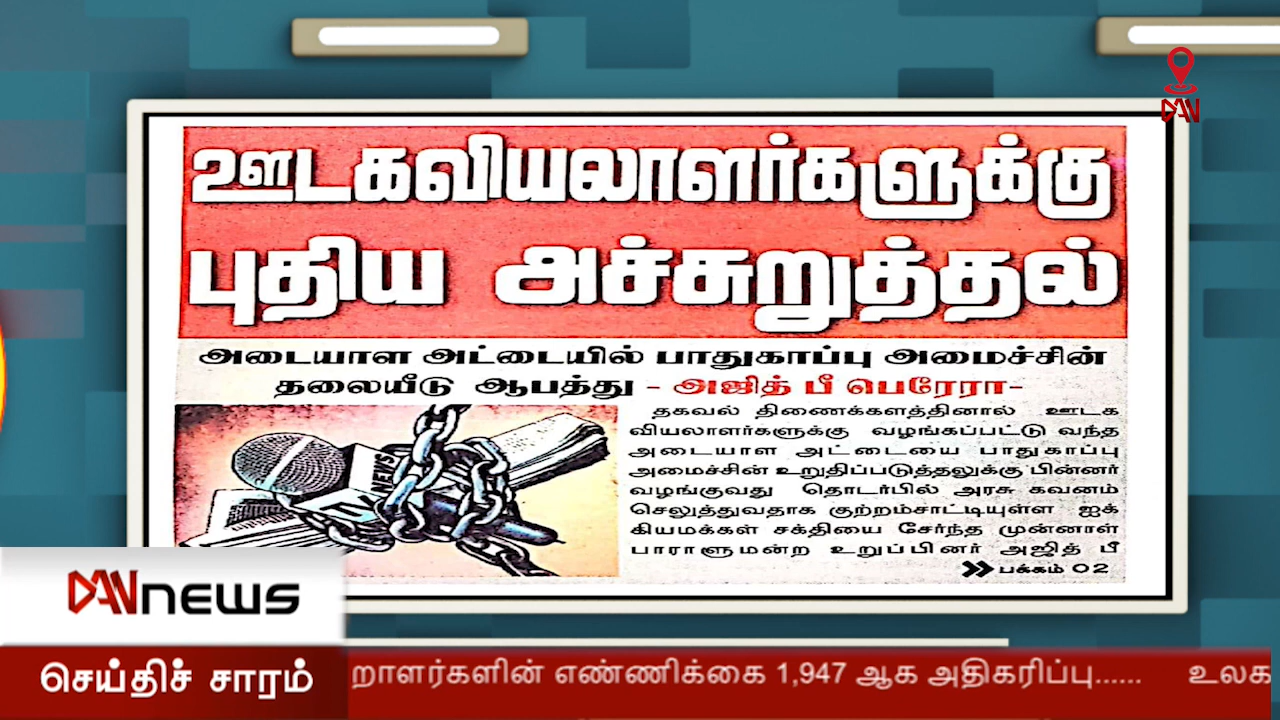 DAN
ஊடகவியலாளர்களுக்கு
புதிய அச்சுறுத்தல்
அடையாள அட்டையில் பாதுகாப்பு அமைச்சின்
தலையீடு ஆபத்து - அஜித் பீ பெரேரா-
தகவல் திணைக்களத்தினால் ஊடக
வியலாளர்களுக்கு வழங்கப்பட்டு வந்த
அடையாள அட்டையை பாதுகாப்பு
அமைச்சின் உறுதிப்படுத்தலுக்கு பின்னர்
வழங்குவது தொடர்பில் அரசு கவனம்
செலுத்துவதாக குற்றம்சாட்டியுள்ள ஐக்
கியமக்கள் சக்தியை சேர்ந்த முன்னாள்
பாராளுமன்ற உறுப்பினர் அஜித் பீ
பக்கம் 02
NEWS
DAN news
செய்திச் சாரம்
றாளர்களின் எண்ணிக்கை 1,947 ஆக அதிகரிப்பு...... உலக